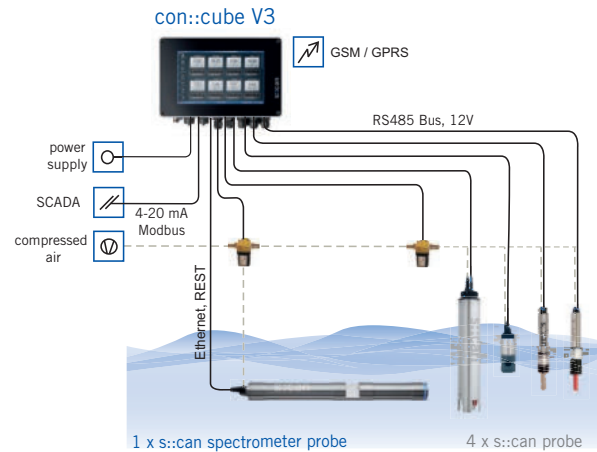 con::cube V3
GSM / GPRS
RS485 Bus, 12V
power
supply
SCADA
4-20 mA
Modbus
compressed
air
Ethernet, REST
1 x s::can spectrometer probe
4 x s::can probe